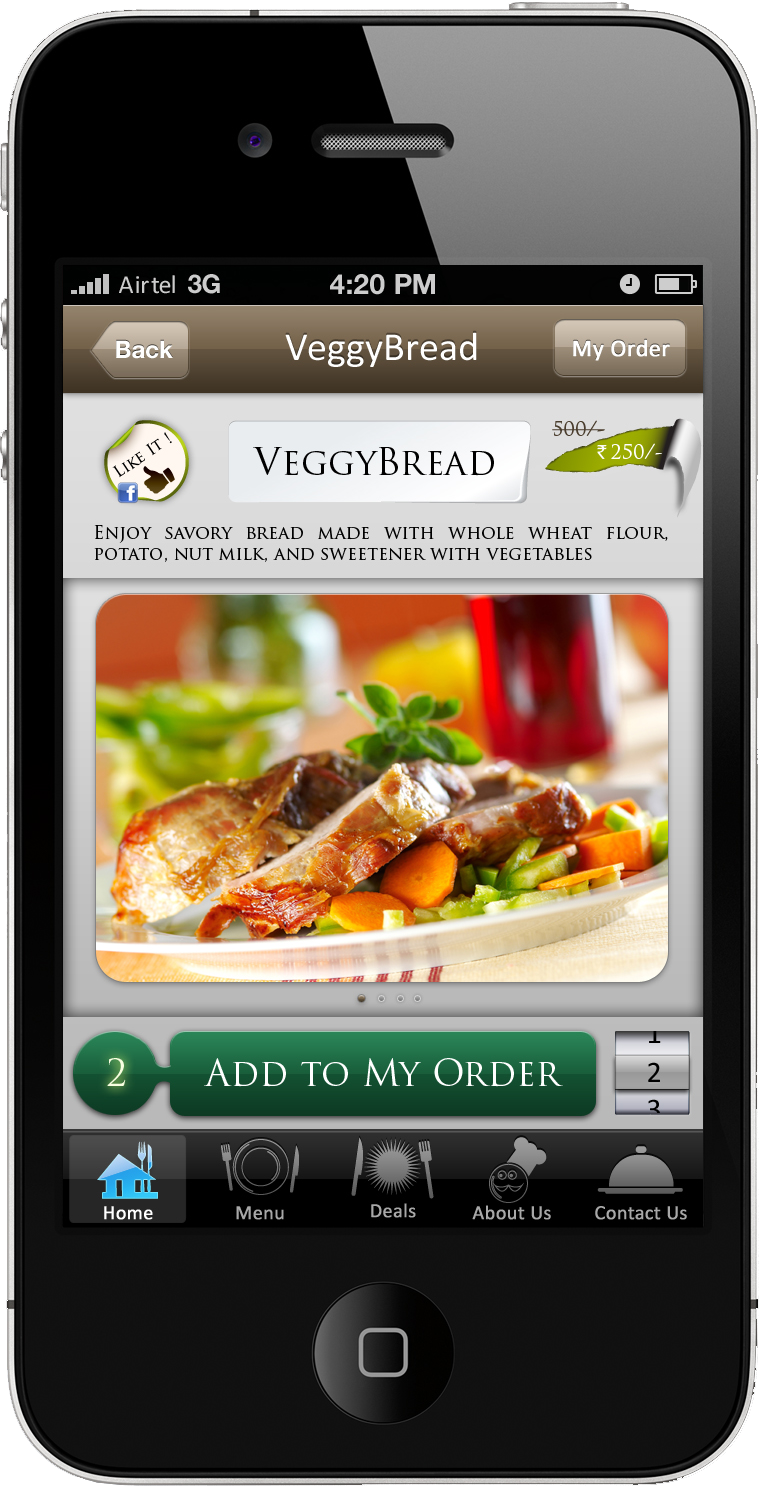 Airtel 3G 4:20 PM
Back VeggyBread My Order
LIKE IT !
f
VEGGYBREAD
500/-
₹ 250/-
ENJOY SAVORY BREAD MADE WITH WHOLE WHEAT FLOUR,
POTATO, NUT MILK, AND SWEETENER WITH VEGETABLES
1
2 ADD TO MY ORDER 2
3
Home Menu Deals About Us Contact Us